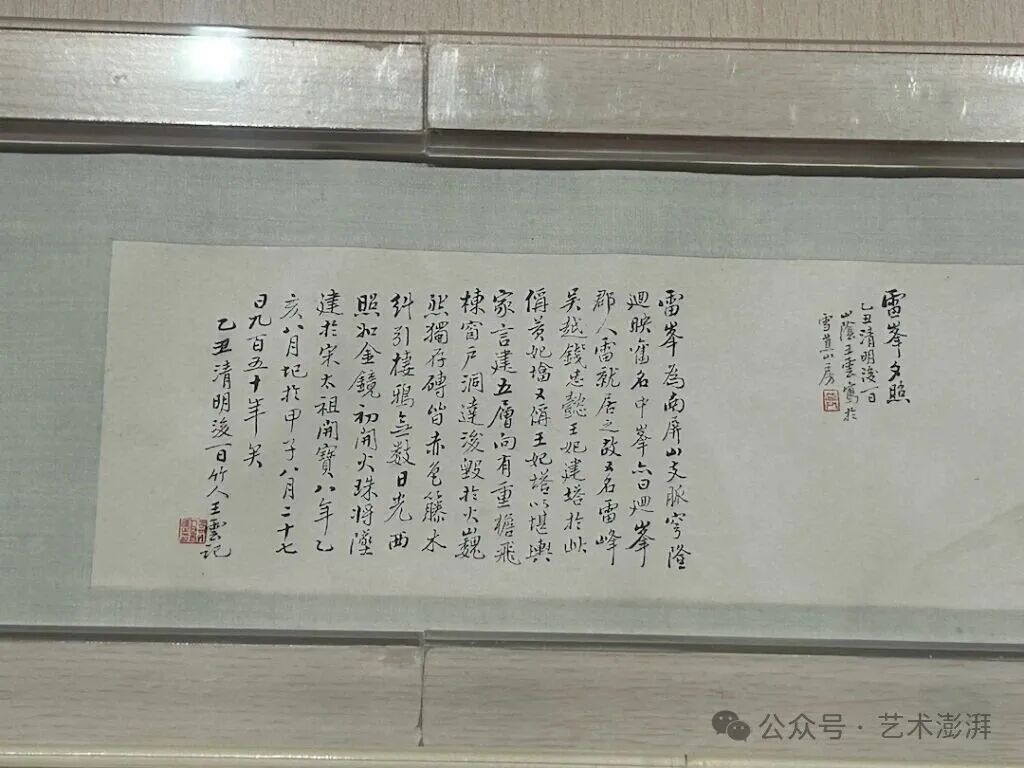 雷峯夕照
乙丑清明後一日
山陰王雲寫於
雪萁山房
雷峯為南屏山支脈穹隆
迴映舊名中峯亦曰迴峯
郡人雷就居之故又名雷峰
吳越錢忠懿王妃建塔於此
偁黃妃墖又偁王妃塔以堪輿
家言建五層向有重檐飛
棟窗戶洞達後毀於火巍
然獨存磚皆赤色籐木
糾引棲鴉無數日光西
照如金鏡初開火珠將墜
建於宋太祖開寶八年乙
亥八月圮於甲子八月二十七
日九百五十年矣
乙丑清明後一日竹人王雲記
公众号·艺术澎湃